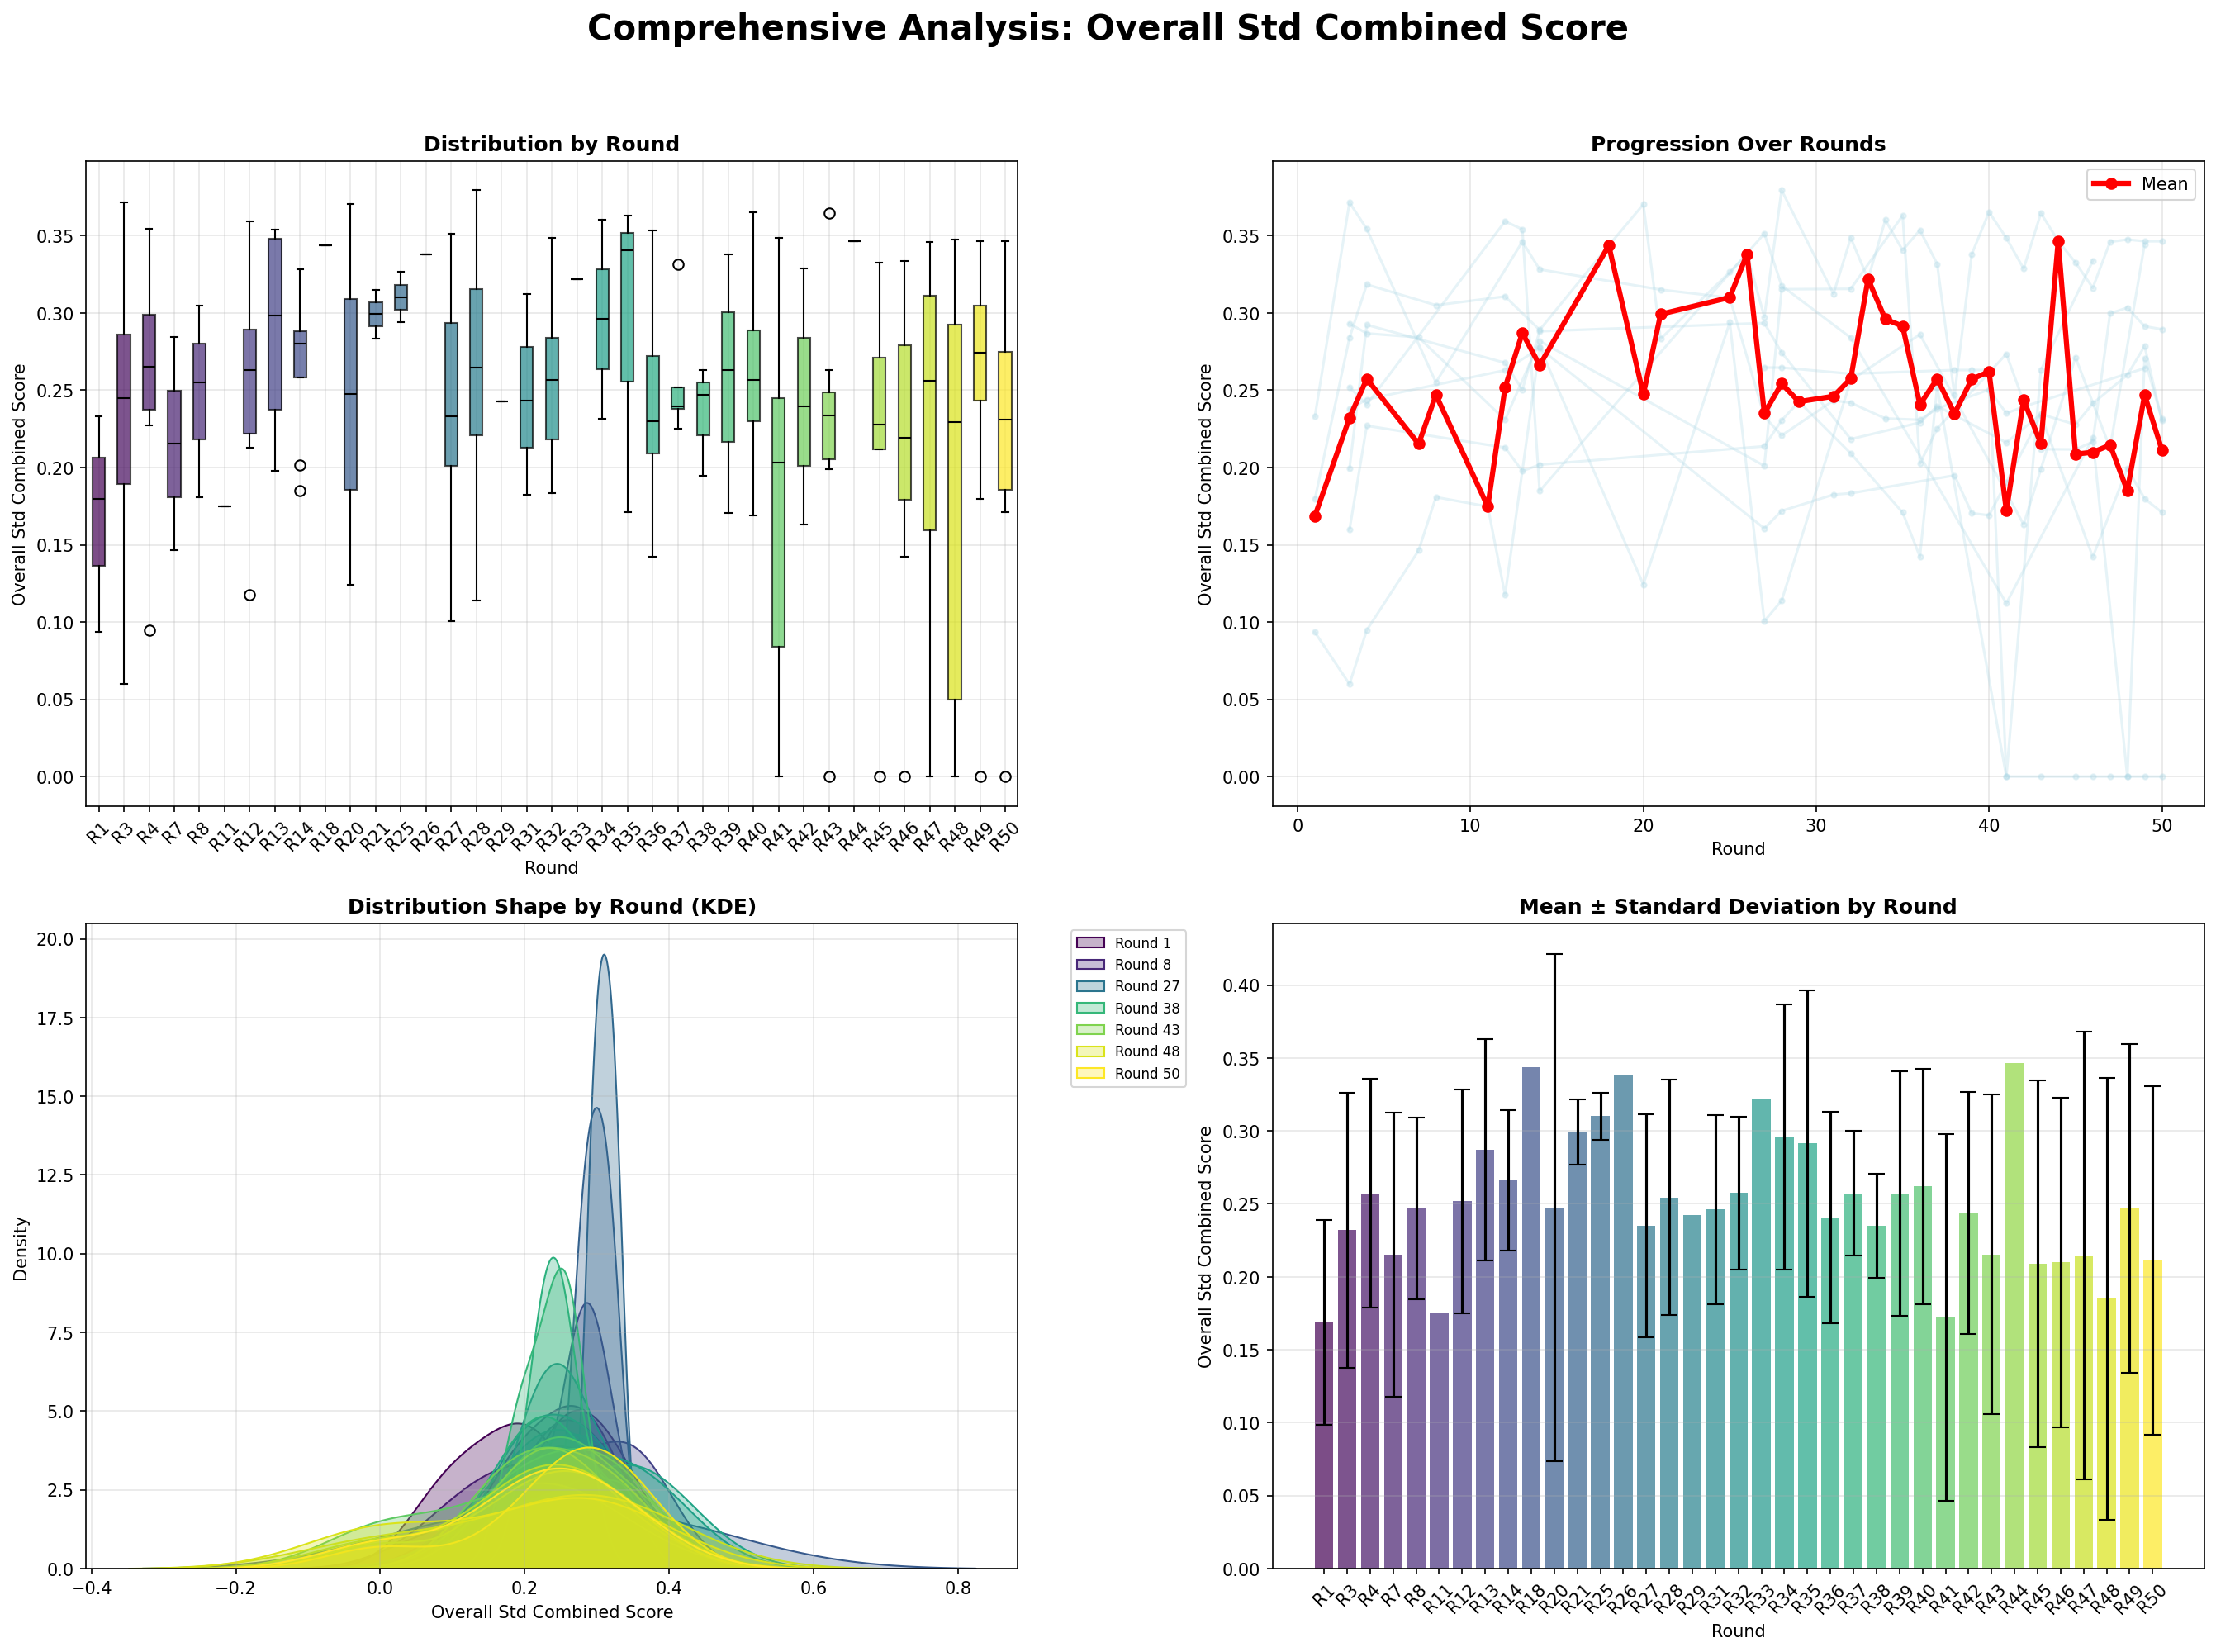 Comprehensive Analysis: Overall Std Combined Score
Distribution by Round
Overall Std Combined Score
0.35
0.30
0.25
0.20
0.15
0.10
0.05
0.00
R1 R3 R4 R7 R8 R11 R12 R13 R14 R18 R20 R21 R25 R26 R27 R28 R29 R31 R32 R33 R34 R35 R36 R37 R38 R39 R40 R41 R42 R43 R44 R45 R46 R47 R48 R49 R50
Round
Progression Over Rounds
Mean
Overall Std Combined Score
0.35
0.30
0.25
0.20
0.15
0.10
0.05
0.00
0 10 20 30 40 50
Round
Distribution Shape by Round (KDE)
Density
20.0
17.5
15.0
12.5
10.0
7.5
5.0
2.5
0.0
−0.4 −0.2 0.0 0.2 0.4 0.6 0.8
Overall Std Combined Score
Round 1
Round 8
Round 27
Round 38
Round 43
Round 48
Round 50
Mean ± Standard Deviation by Round
Overall Std Combined Score
0.40
0.35
0.30
0.25
0.20
0.15
0.10
0.05
0.00
R1 R3 R4 R7 R8 R11 R12 R13 R14 R18 R20 R21 R25 R26 R27 R28 R29 R31 R32 R33 R34 R35 R36 R37 R38 R39 R40 R41 R42 R43 R44 R45 R46 R47 R48 R49 R50
Round